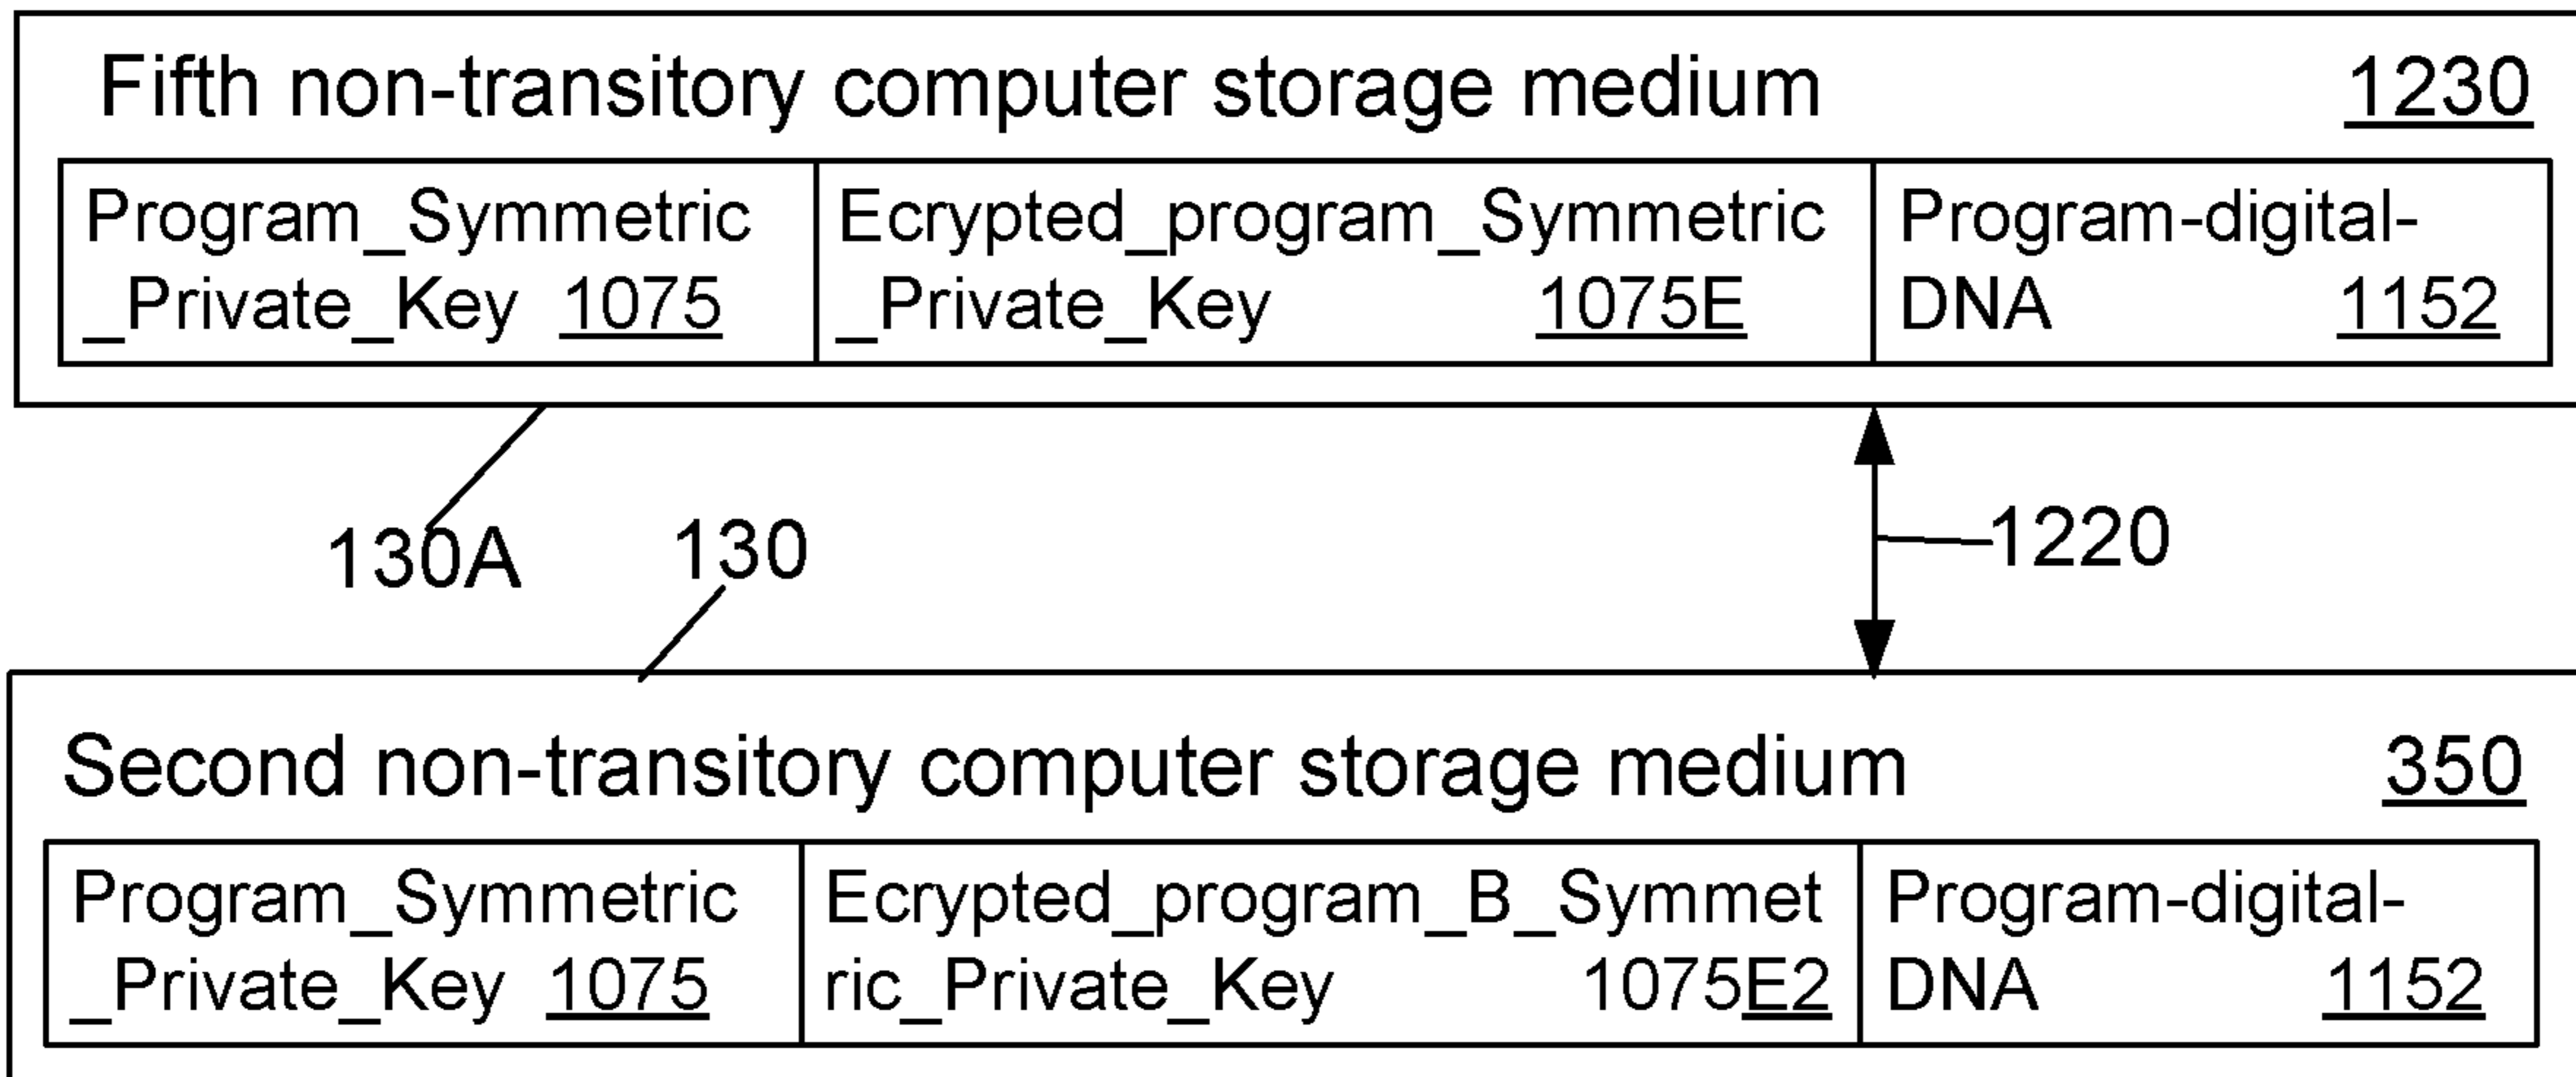 Fifth non-transitory computer storage medium 1230
Program_Symmetric
_Private_Key 1075
Ecrypted_program_Symmetric
_Private_Key 1075E
Program-digital-
DNA 1152
130A
130
1220
Second non-transitory computer storage medium 350
Program_Symmetric
_Private_Key 1075
Ecrypted_program_B_Symmet
ric_Private_Key 1075E2
Program-digital-
DNA 1152